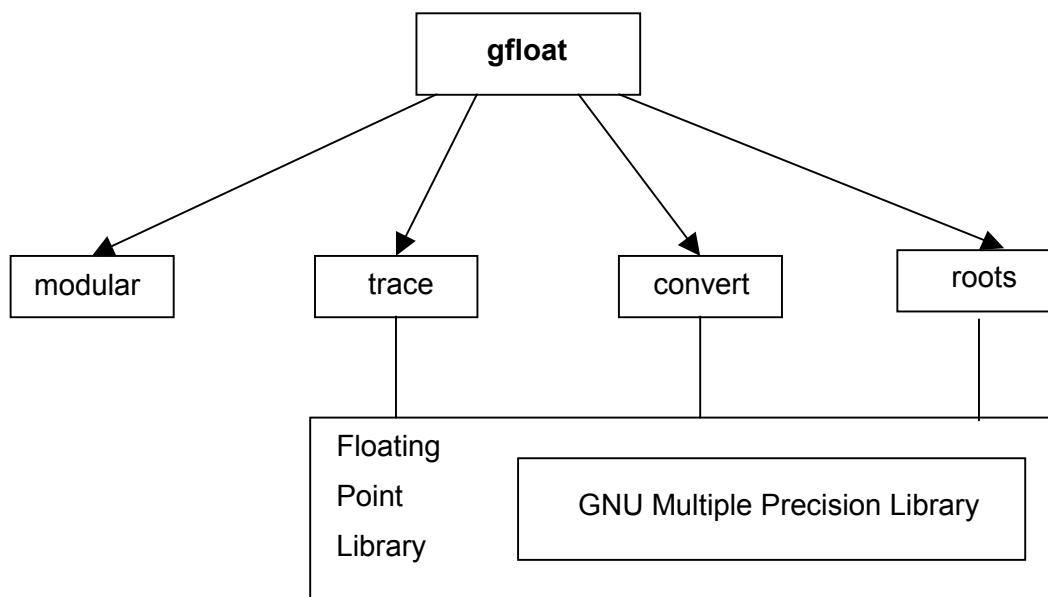 gfloat
modular
trace
convert
roots
Floating
Point
Library
GNU Multiple Precision Library